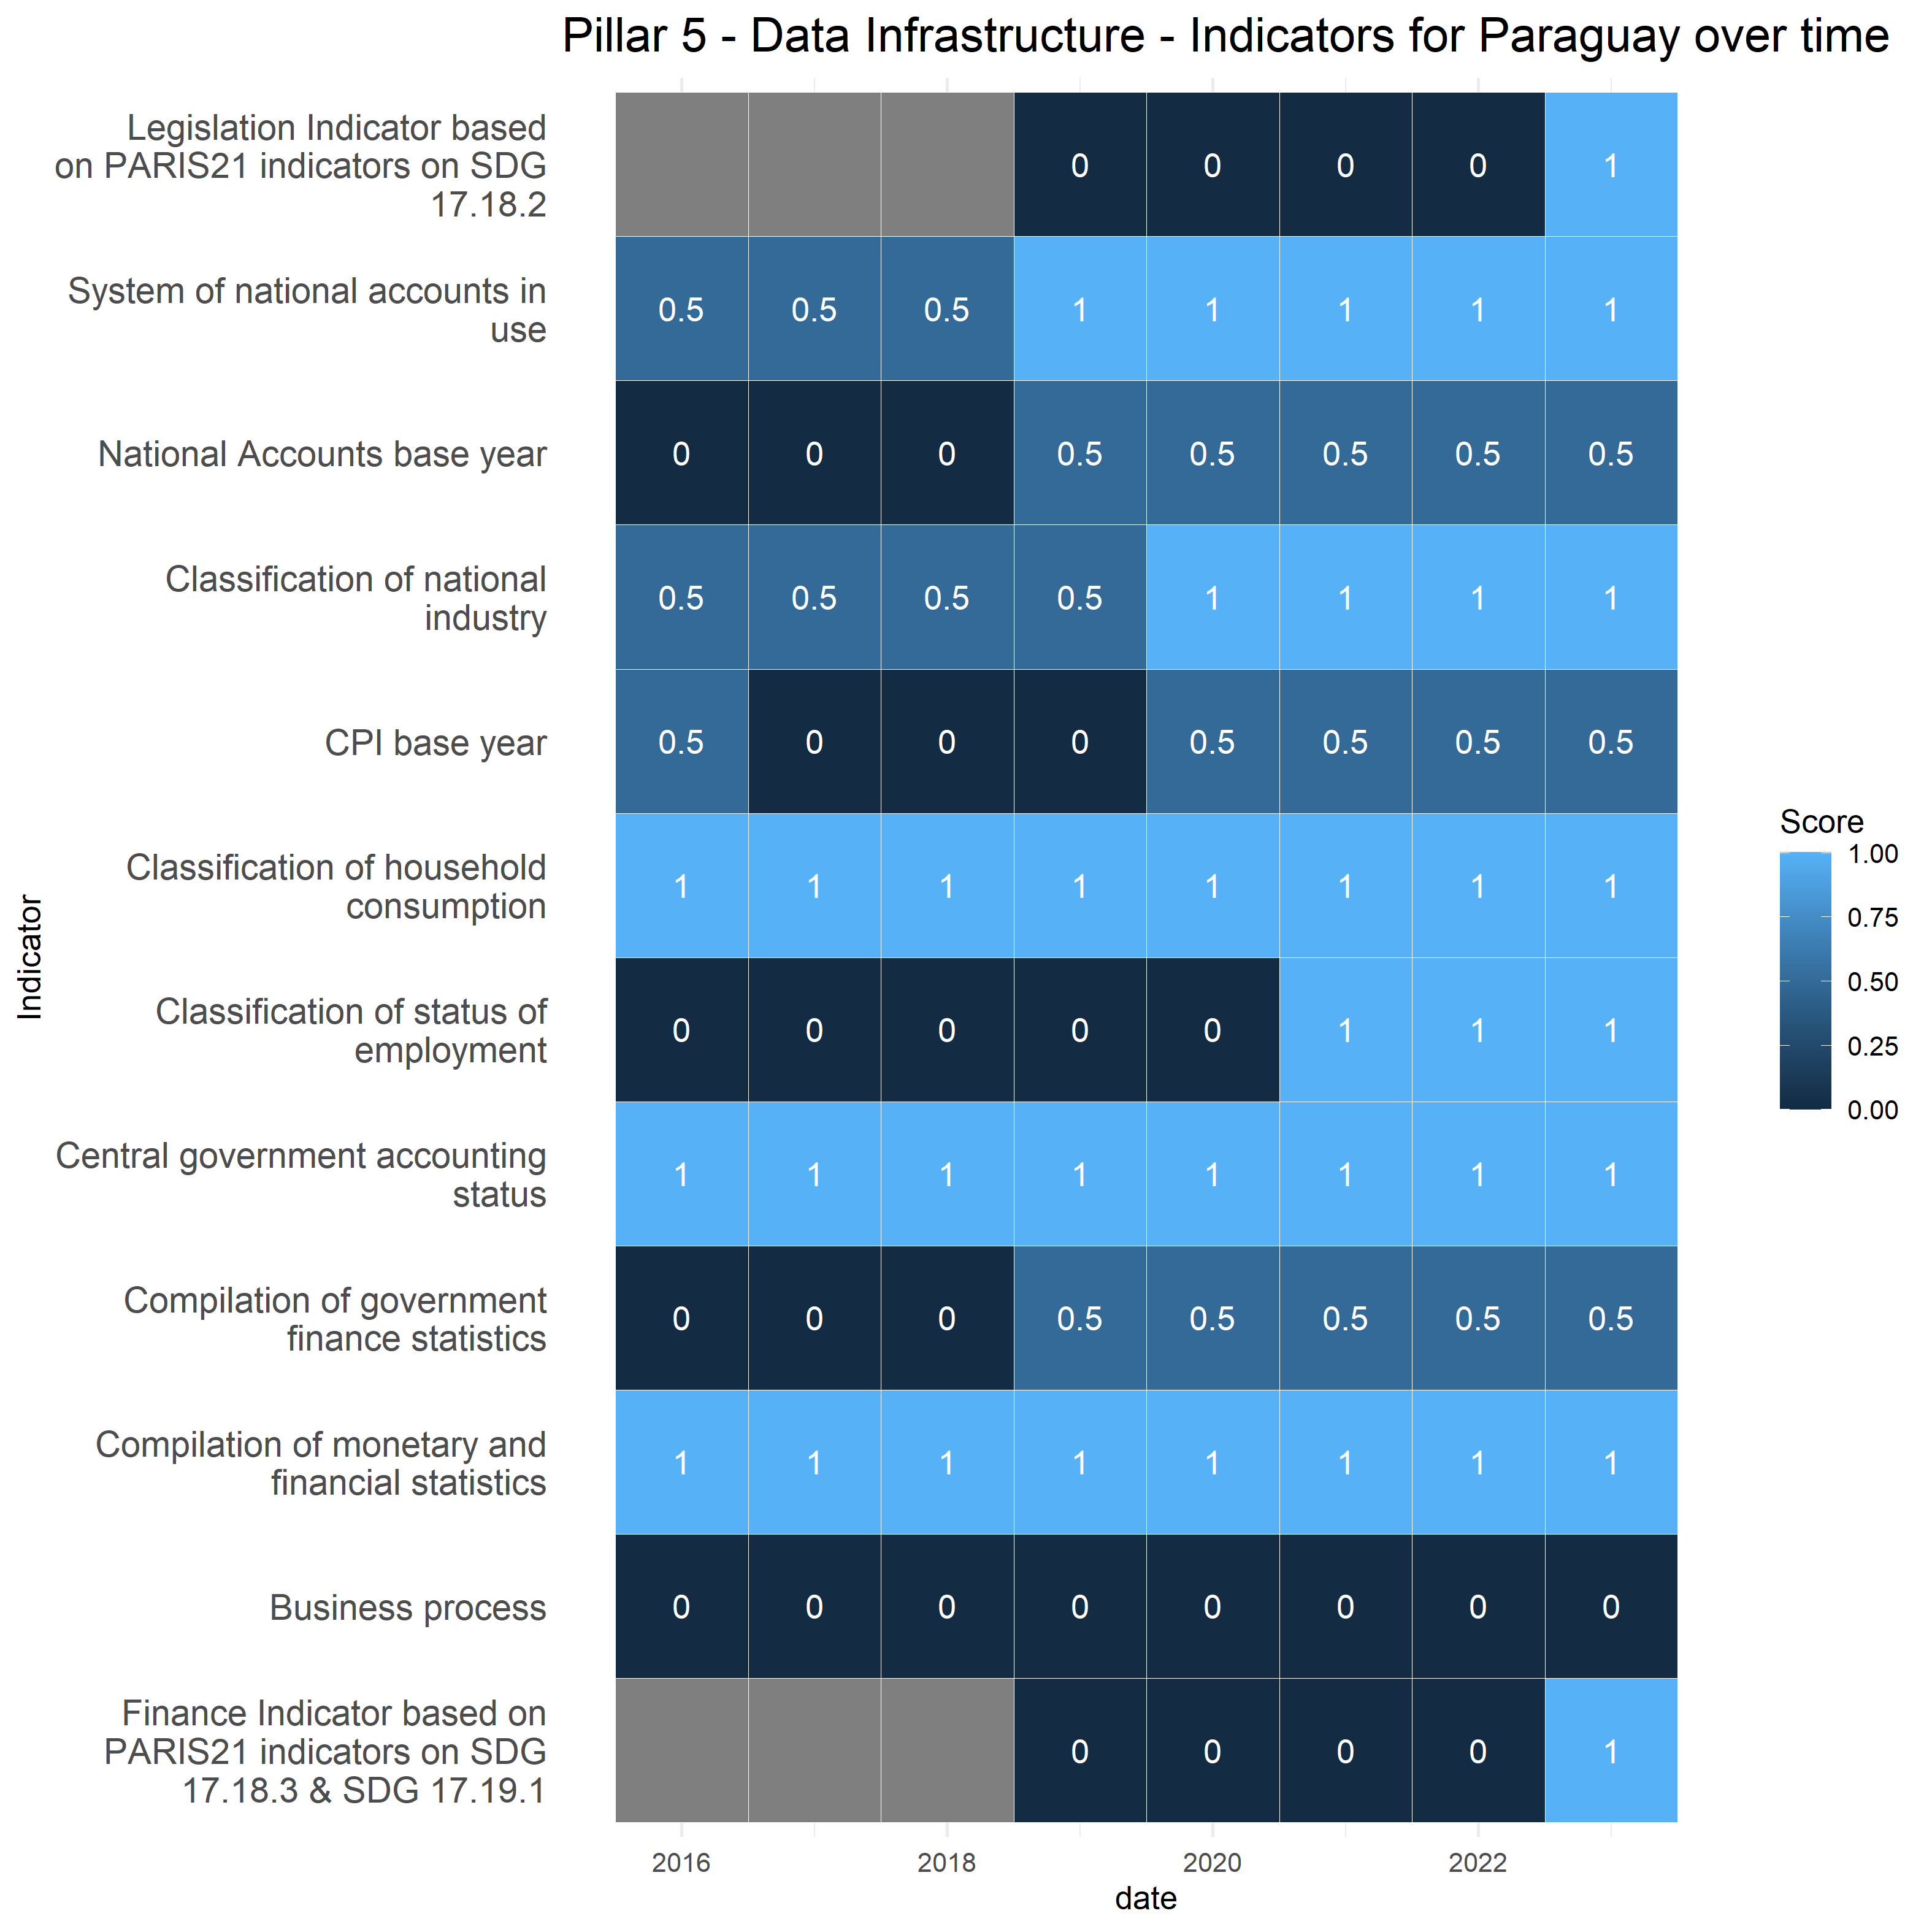 Pillar 5 - Data Infrastructure - Indicators for Paraguay over time
Legislation Indicator based
on PARIS21 indicators on SDG
17.18.2
0 0 0 0 1
System of national accounts in
use
0.5 0.5 0.5 1 1 1 1 1
National Accounts base year
0 0 0 0.5 0.5 0.5 0.5 0.5
Classification of national
industry
0.5 0.5 0.5 0.5 1 1 1 1
CPI base year
0.5 0 0 0 0.5 0.5 0.5 0.5
Classification of household
consumption
1 1 1 1 1 1 1 1
Classification of status of
employment
0 0 0 0 0 1 1 1
Central government accounting
status
1 1 1 1 1 1 1 1
Compilation of government
finance statistics
0 0 0 0.5 0.5 0.5 0.5 0.5
Compilation of monetary and
financial statistics
1 1 1 1 1 1 1 1
Business process
0 0 0 0 0 0 0 0
Finance Indicator based on
PARIS21 indicators on SDG
17.18.3 & SDG 17.19.1
0 0 0 0 1
Indicator
2016 2018 2020 2022
date
Score
1.00
0.75
0.50
0.25
0.00